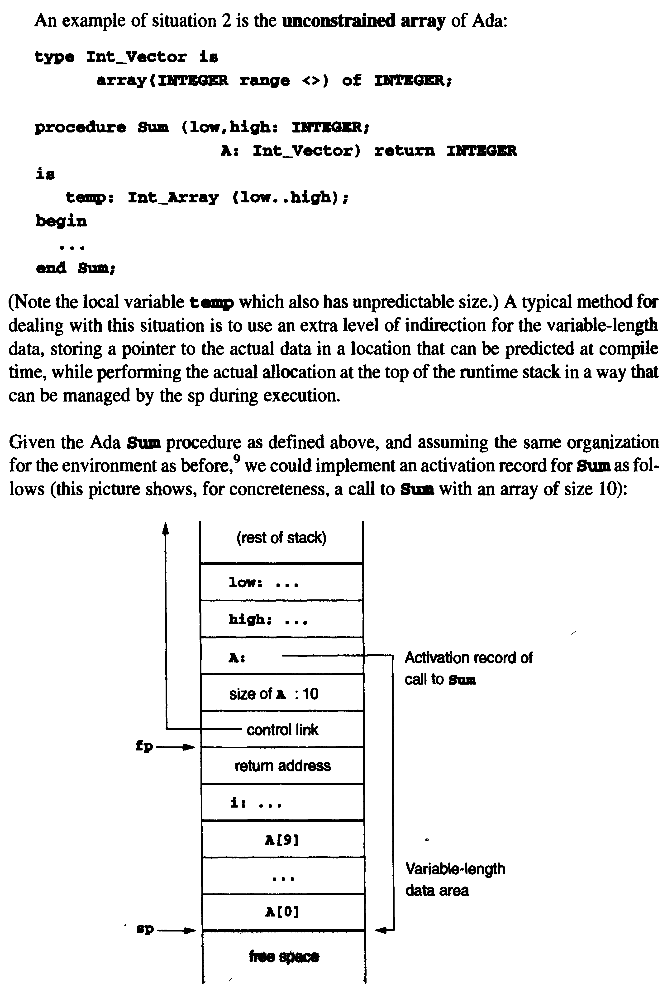 An example of situation 2 is the unconstrained array of Ada:
type Int_Vector is
array(INTEGER range <>) of INTEGER;
procedure Sum (low,high: INTEGER;
A: Int_Vector) return INTEGER
is
temp: Int_Array (low..high);
begin
...
end Sum;
(Note the local variable temp which also has unpredictable size.) A typical method for
dealing with this situation is to use an extra level of indirection for the variable-length
data, storing a pointer to the actual data in a location that can be predicted at compile
time, while performing the actual allocation at the top of the runtime stack in a way that
can be managed by the sp during execution.
Given the Ada Sum procedure as defined above, and assuming the same organization
for the environment as before,⁹ we could implement an activation record for Sum as fol-
lows (this picture shows, for concreteness, a call to Sum with an array of size 10):
(rest of stack)
low: ...
high: ...
A:
Activation record of
call to Sum
size of A : 10
control link
fp
return address
i: ...
A[9]
...
Variable-length
data area
A[0]
sp
free space